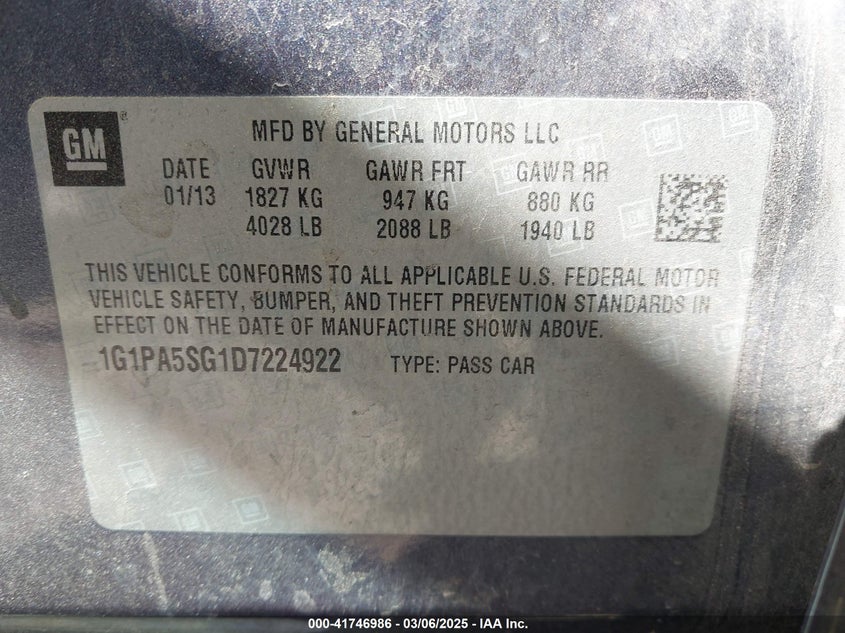 GM
MFD BY GENERAL MOTORS LLC
DATE GVWR GAWR FRT GAWR RR
01/13 1827 KG 947 KG 880 KG
4028 LB 2088 LB 1940 LB
THIS VEHICLE CONFORMS TO ALL APPLICABLE U.S. FEDERAL MOTOR
VEHICLE SAFETY, BUMPER, AND THEFT PREVENTION STANDARDS IN
EFFECT ON THE DATE OF MANUFACTURE SHOWN ABOVE.
1G1PA5SG1D7224922 TYPE: PASS CAR
000-41746986 - 03/06/2025 - IAA Inc.